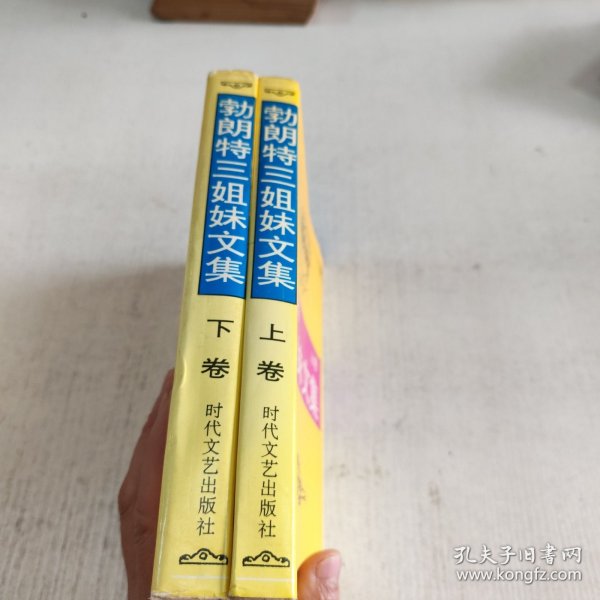 勃朗特三姐妹文集
下卷
时代文艺出版社
勃朗特三姐妹文集
上卷
时代文艺出版社
文集
孔夫子旧书网
www.kongfz.com